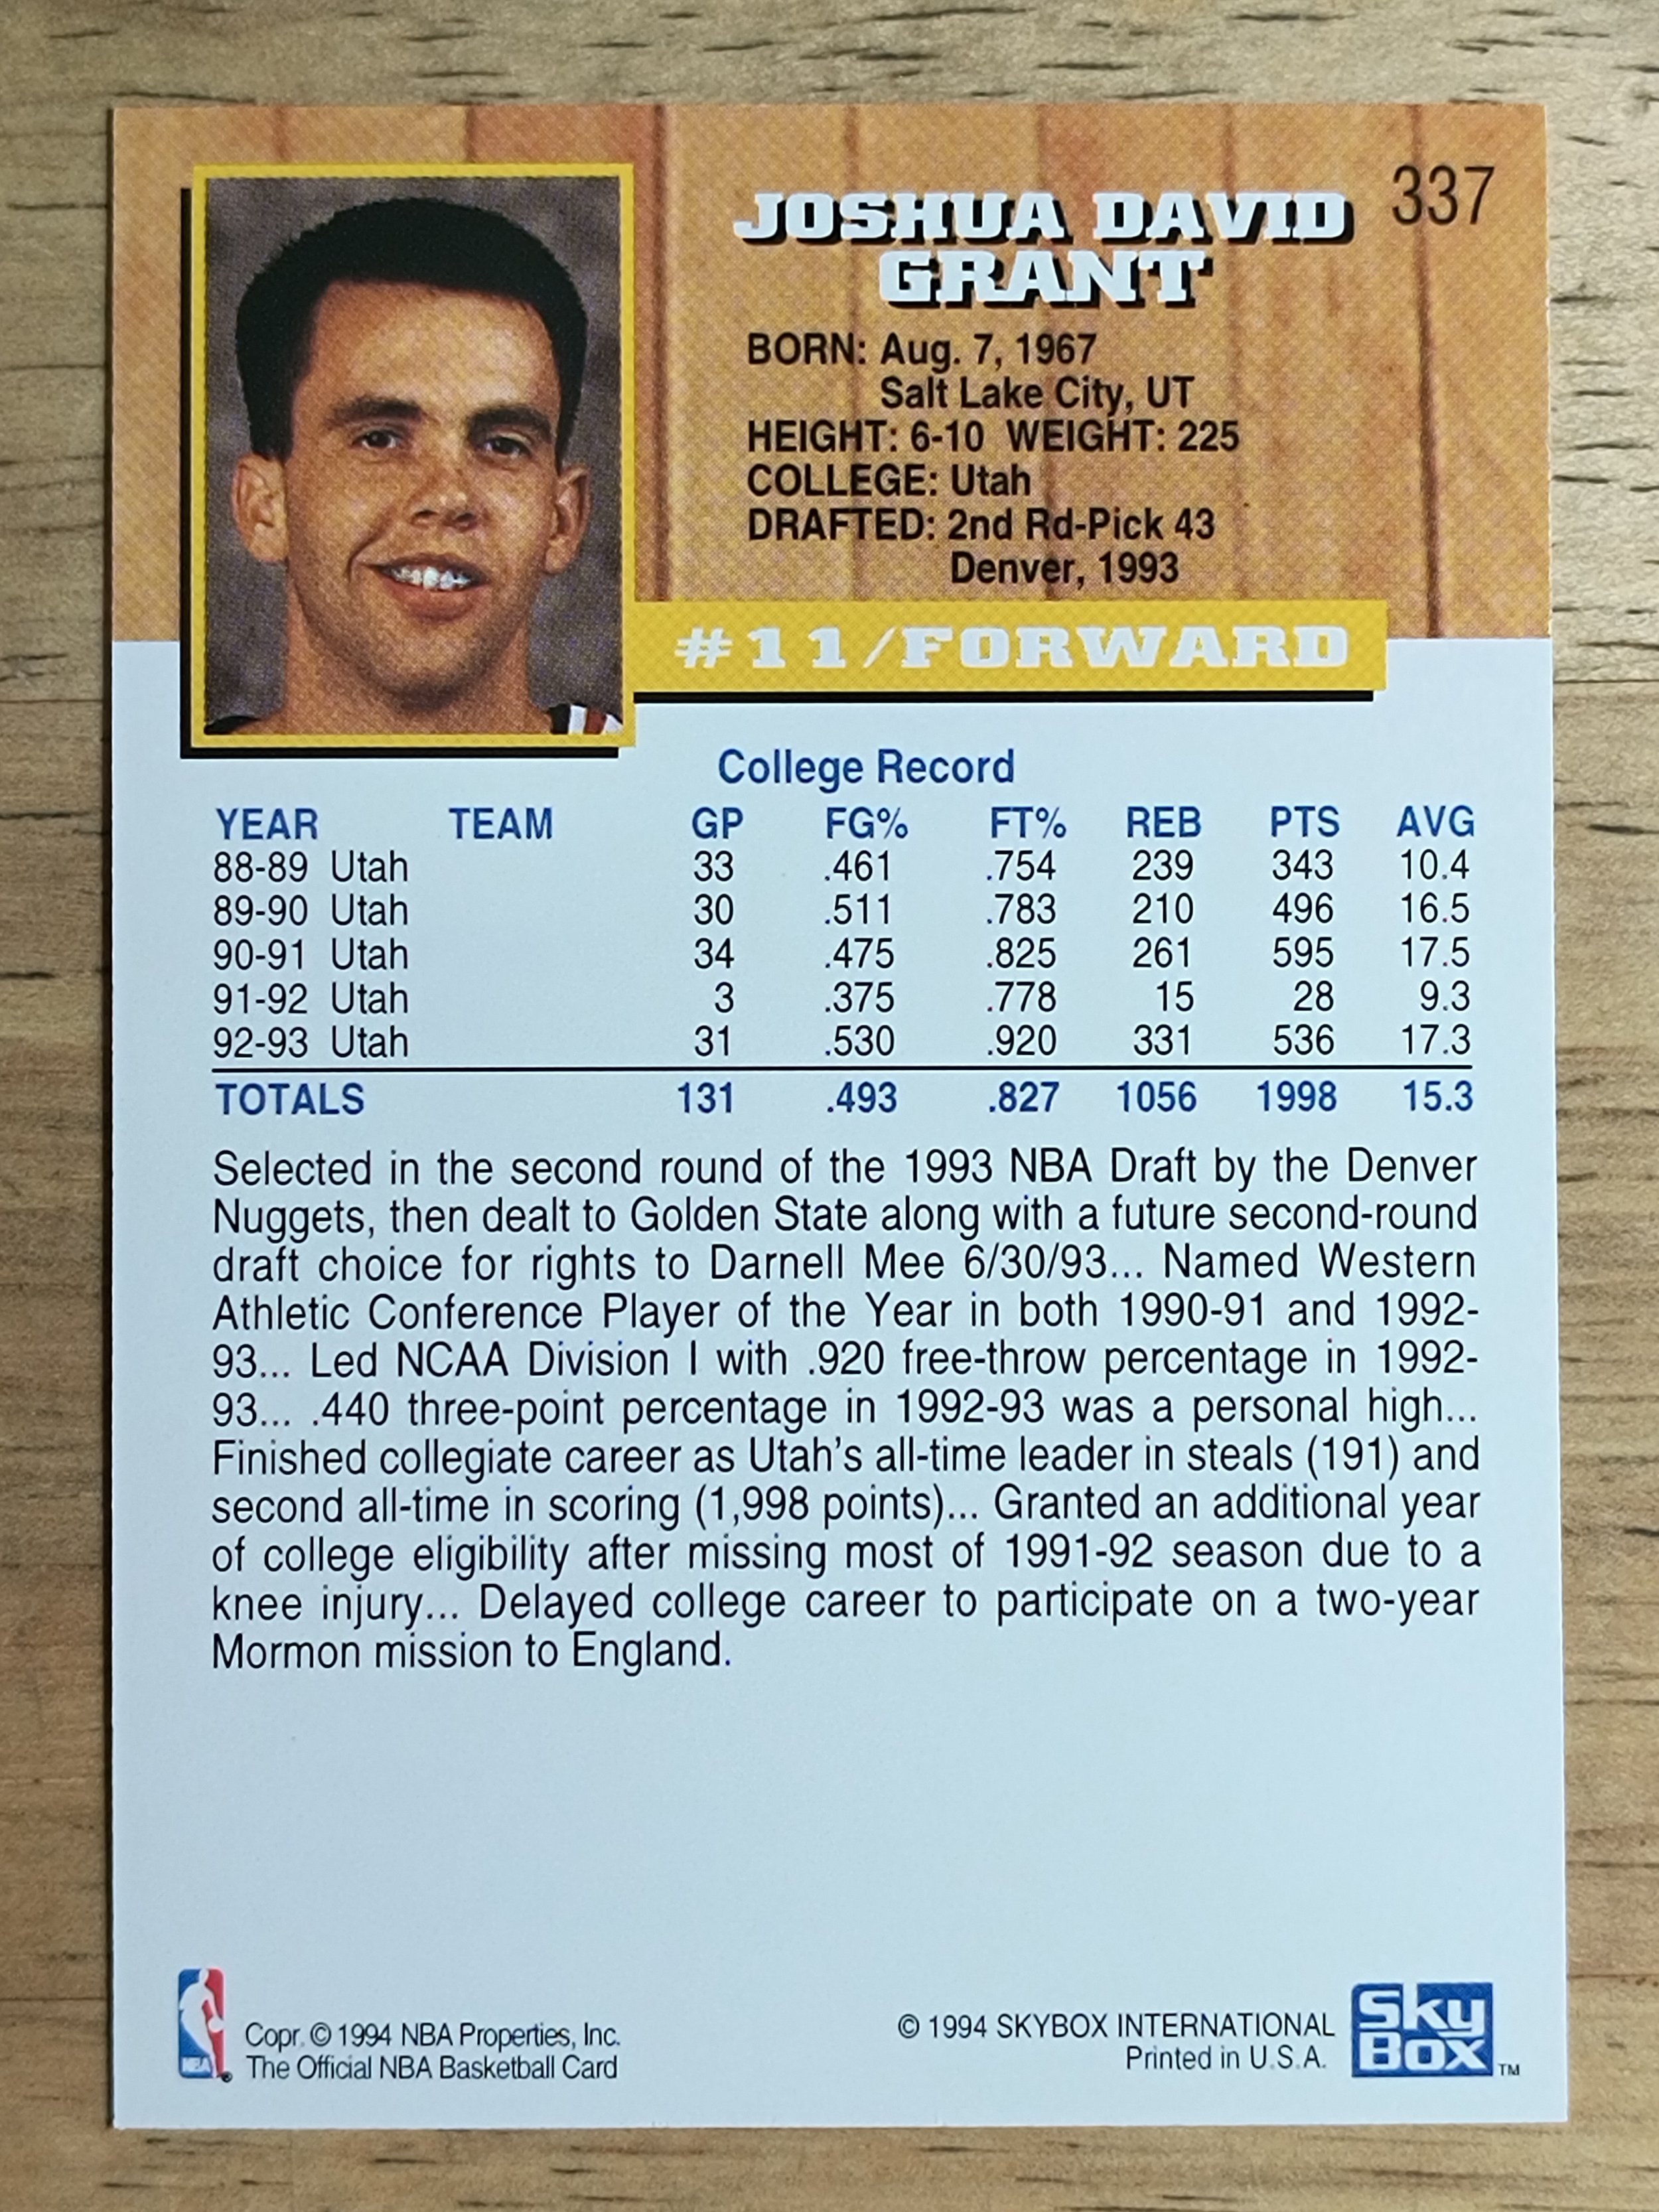 337
JOSHUA DAVID
GRANT
BORN: Aug. 7, 1967
Salt Lake City, UT
HEIGHT: 6-10 WEIGHT: 225
COLLEGE: Utah
DRAFTED: 2nd Rd-Pick 43
Denver, 1993
#11/FORWARD
College Record
YEAR TEAM GP FG% FT% REB PTS AVG
88-89 Utah 33 .461 .754 239 343 10.4
89-90 Utah 30 .511 .783 210 496 16.5
90-91 Utah 34 .475 .825 261 595 17.5
91-92 Utah 3 .375 .778 15 28 9.3
92-93 Utah 31 .530 .920 331 536 17.3
TOTALS 131 .493 .827 1056 1998 15.3
Selected in the second round of the 1993 NBA Draft by the Denver
Nuggets, then dealt to Golden State along with a future second-round
draft choice for rights to Darnell Mee 6/30/93... Named Western
Athletic Conference Player of the Year in both 1990-91 and 1992-
93... Led NCAA Division I with .920 free-throw percentage in 1992-
93... .440 three-point percentage in 1992-93 was a personal high...
Finished collegiate career as Utah's all-time leader in steals (191) and
second all-time in scoring (1,998 points)... Granted an additional year
of college eligibility after missing most of 1991-92 season due to a
knee injury... Delayed college career to participate on a two-year
Mormon mission to England.
NBA
Copr. © 1994 NBA Properties, Inc.
The Official NBA Basketball Card
© 1994 SKYBOX INTERNATIONAL
Printed in U.S.A.
Sky
Box TM